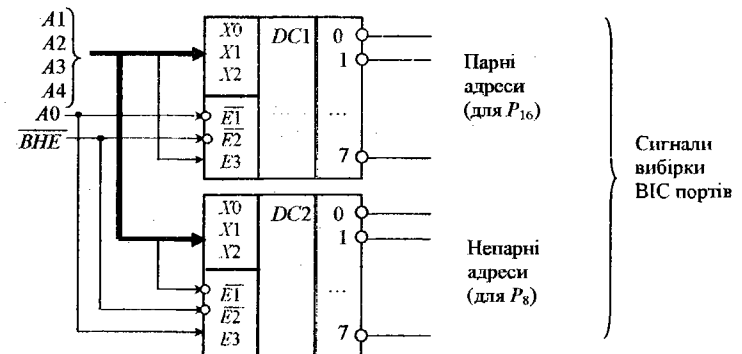 A1
A2
A3
A4
A0
BHE
X0
X1
X2
E1
E2
E3
DC1
0
1
...
7
Парні
адреси
(для P16)
X0
X1
X2
E1
E2
E3
DC2
0
1
...
7
Непарні
адреси
(для P8)
Сигнали
вибірки
ВІС портів